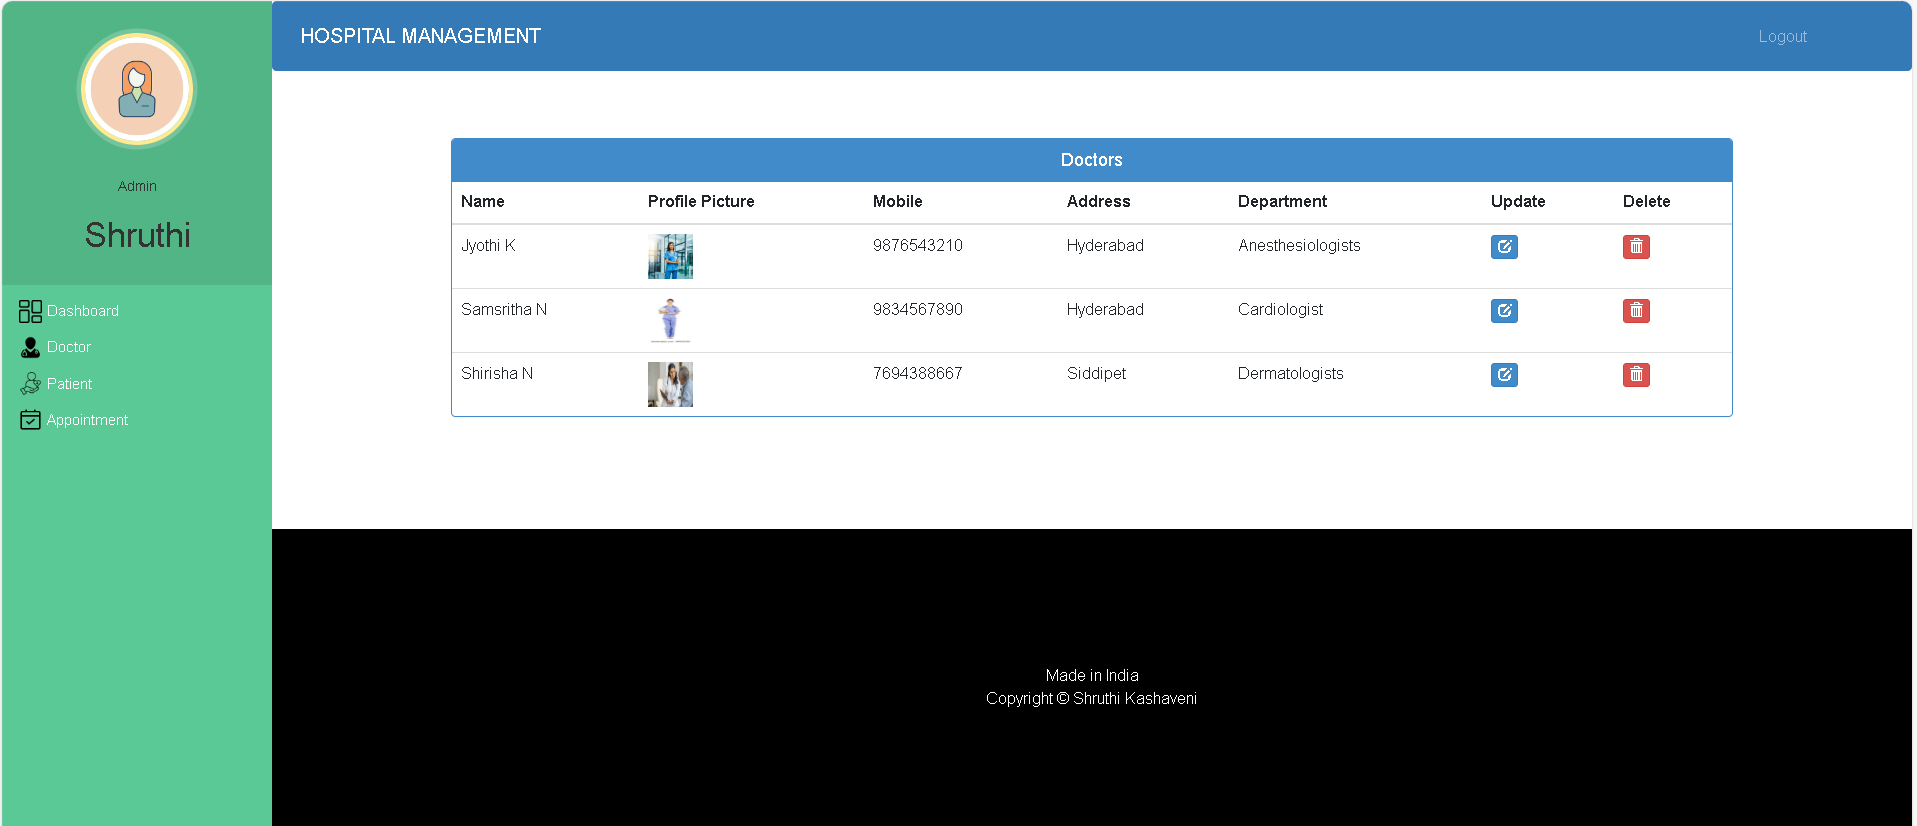 HOSPITAL MANAGEMENT
Logout
Admin
Shruthi
Dashboard
Doctor
Patient
Appointment
Doctors
Name Profile Picture Mobile Address Department Update Delete
Jyothi K 9876543210 Hyderabad Anesthesiologists
Samsritha N 9834567890 Hyderabad Cardiologist
Shirisha N 7694388667 Siddipet Dermatologists
Made in India
Copyright © Shruthi Kashaveni